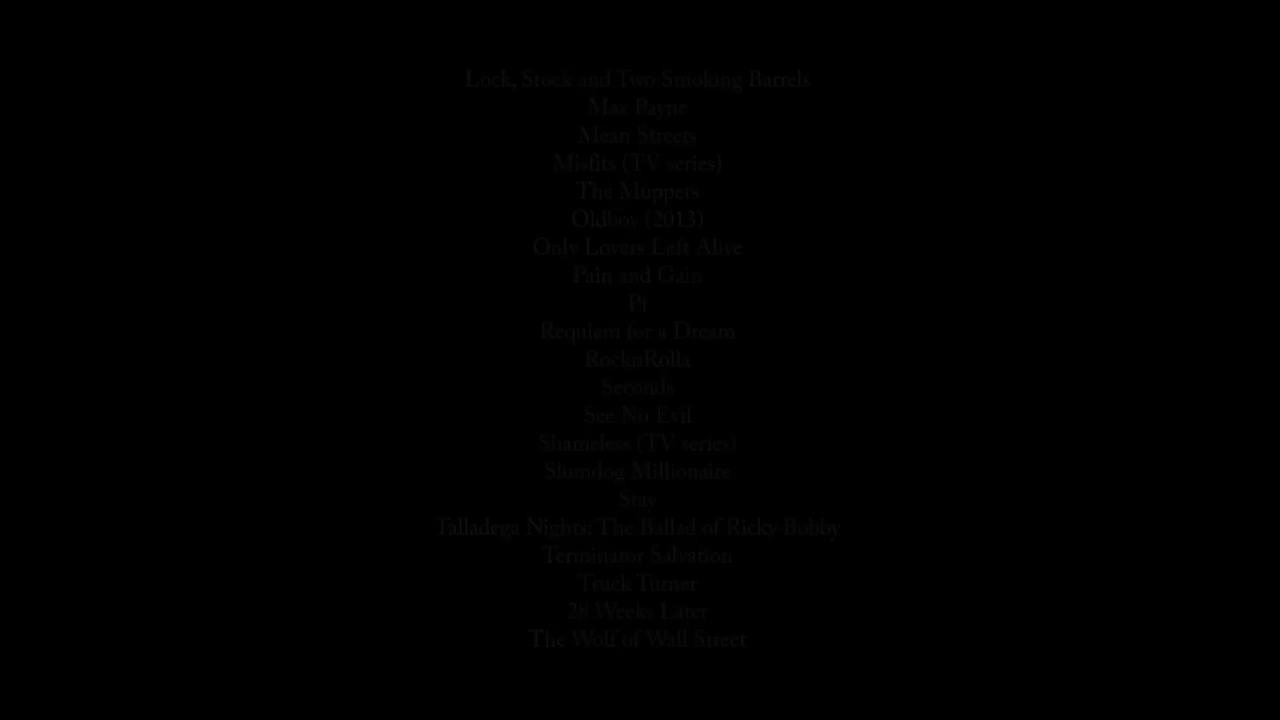 Lock, Stock and Two Smoking Barrels
Max Payne
Mean Streets
Misfits (TV series)
The Muppets
Oldboy (2013)
Only Lovers Left Alive
Pain and Gain
Pi
Requiem for a Dream
RocknRolla
Seconds
See No Evil
Shameless (TV series)
Slumdog Millionaire
Stay
Talladega Nights: The Ballad of Ricky Bobby
Terminator Salvation
Truck Turner
28 Weeks Later
The Wolf of Wall Street